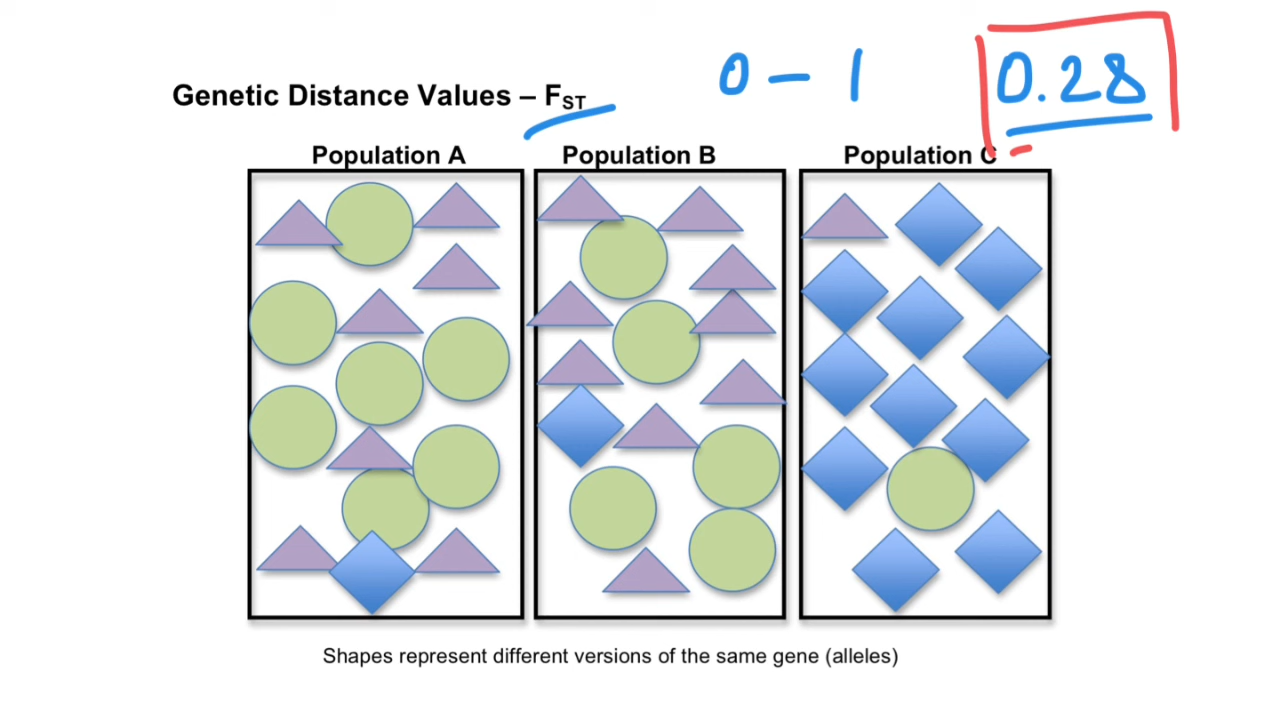 0 – 1 0.28
Genetic Distance Values – FST
Population A Population B Population C
Shapes represent different versions of the same gene (alleles)